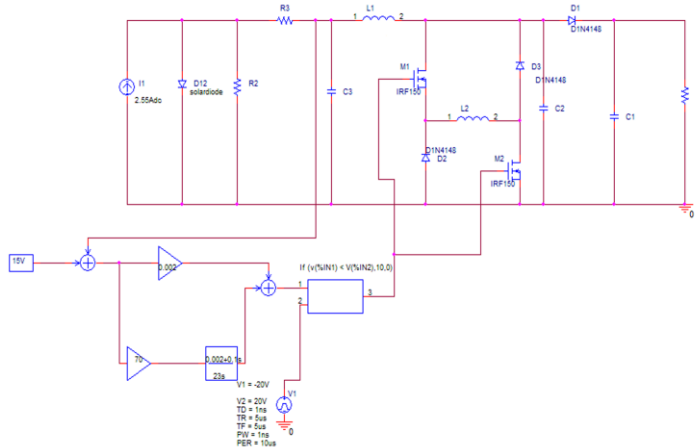 R3
L1
D1
1
2
D1N4148
M1
D3
I1
D12
solardiode
R2
C3
IRF150
D1N4148
2.55Adc
L2
C2
C1
1
2
D1N4148
D2
M2
IRF150
0
15V
0.002
If (v(%IN1) < V(%IN2),10,0)
1
2
3
70
0.002+0.1s
23s
V1 = -20V
V1
V2 = 20V
TD = 1ns
TR = 5us
TF = 5us
PW = 1ns
PER = 10us
0